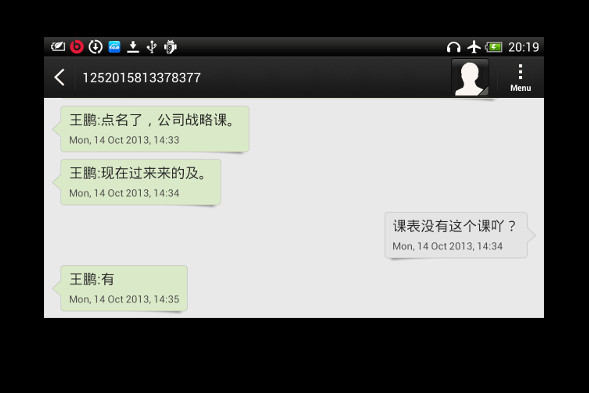 20:19
1252015813378377
Menu
王鹏:点名了，公司战略课。
Mon, 14 Oct 2013, 14:33
王鹏:现在过来来的及。
Mon, 14 Oct 2013, 14:34
课表没有这个课吖？
Mon, 14 Oct 2013, 14:34
王鹏:有
Mon, 14 Oct 2013, 14:35